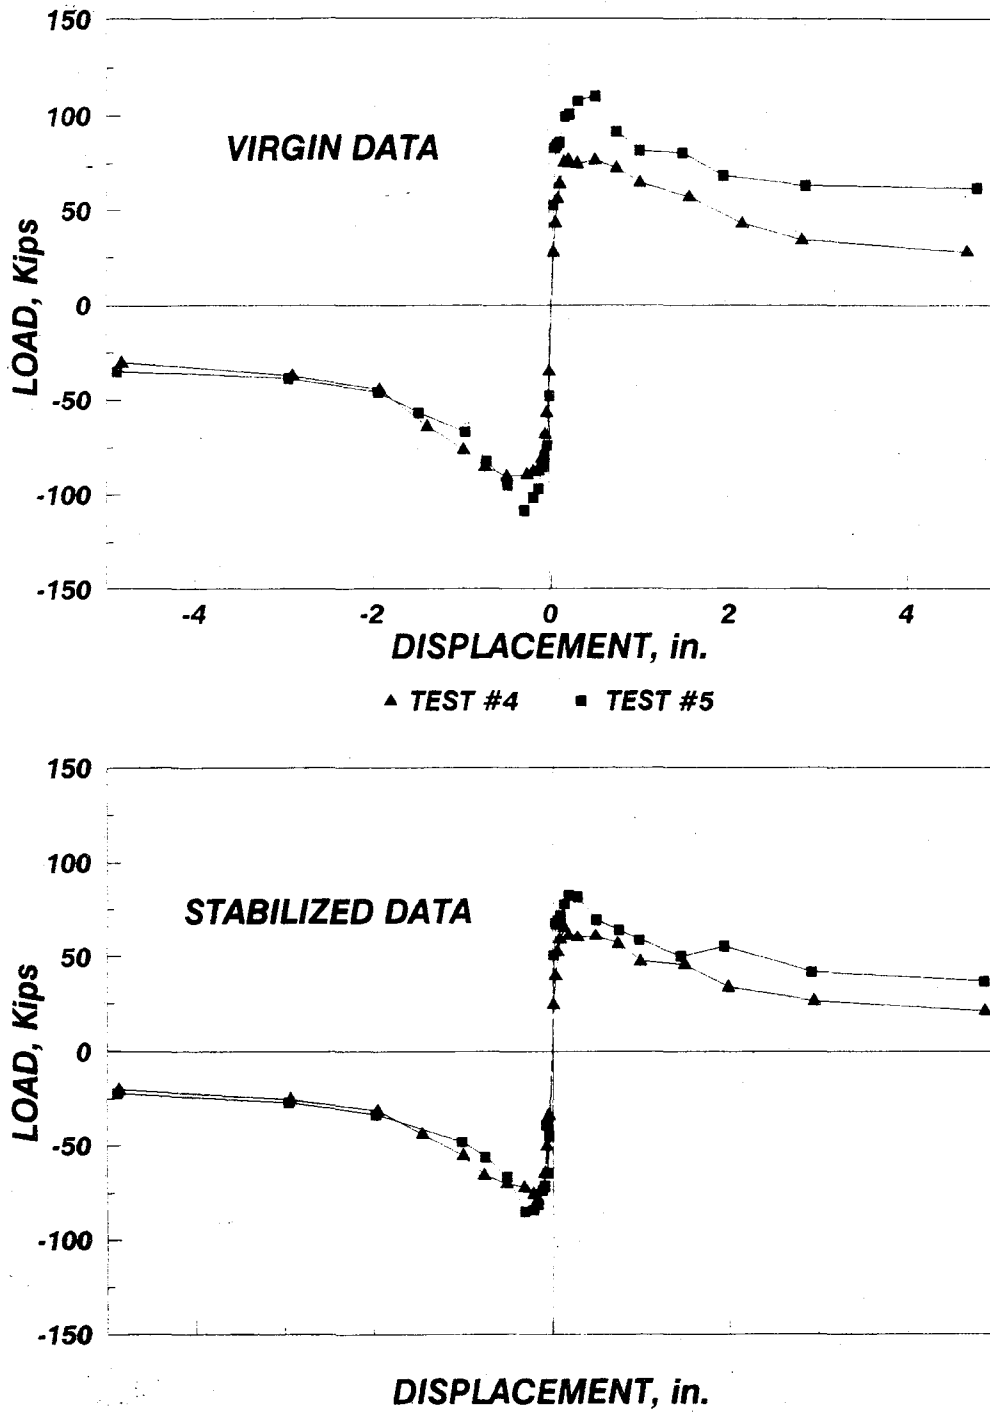 150
100
50
0
-50
-100
-150
LOAD, Kips
VIRGIN DATA
-4 -2 0 2 4
DISPLACEMENT, in.
▲ TEST #4 ■ TEST #5
150
100
50
0
-50
-100
-150
LOAD, Kips
STABILIZED DATA
DISPLACEMENT, in.